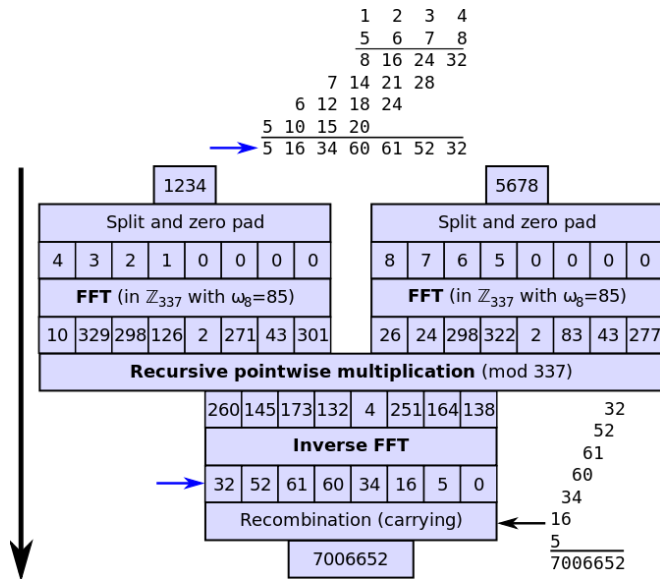 1 2 3 4
5 6 7 8
8 16 24 32
7 14 21 28
6 12 18 24
5 10 15 20
5 16 34 60 61 52 32
1234 5678
Split and zero pad Split and zero pad
4 3 2 1 0 0 0 0 8 7 6 5 0 0 0 0
FFT (in ℤ₃₃₇ with ω₈=85) FFT (in ℤ₃₃₇ with ω₈=85)
10 329 298 126 2 271 43 301 26 24 298 322 2 83 43 277
Recursive pointwise multiplication (mod 337)
260 145 173 132 4 251 164 138
Inverse FFT
32 52 61 60 34 16 5 0
Recombination (carrying)
7006652
32
52
61
60
34
16
5
7006652